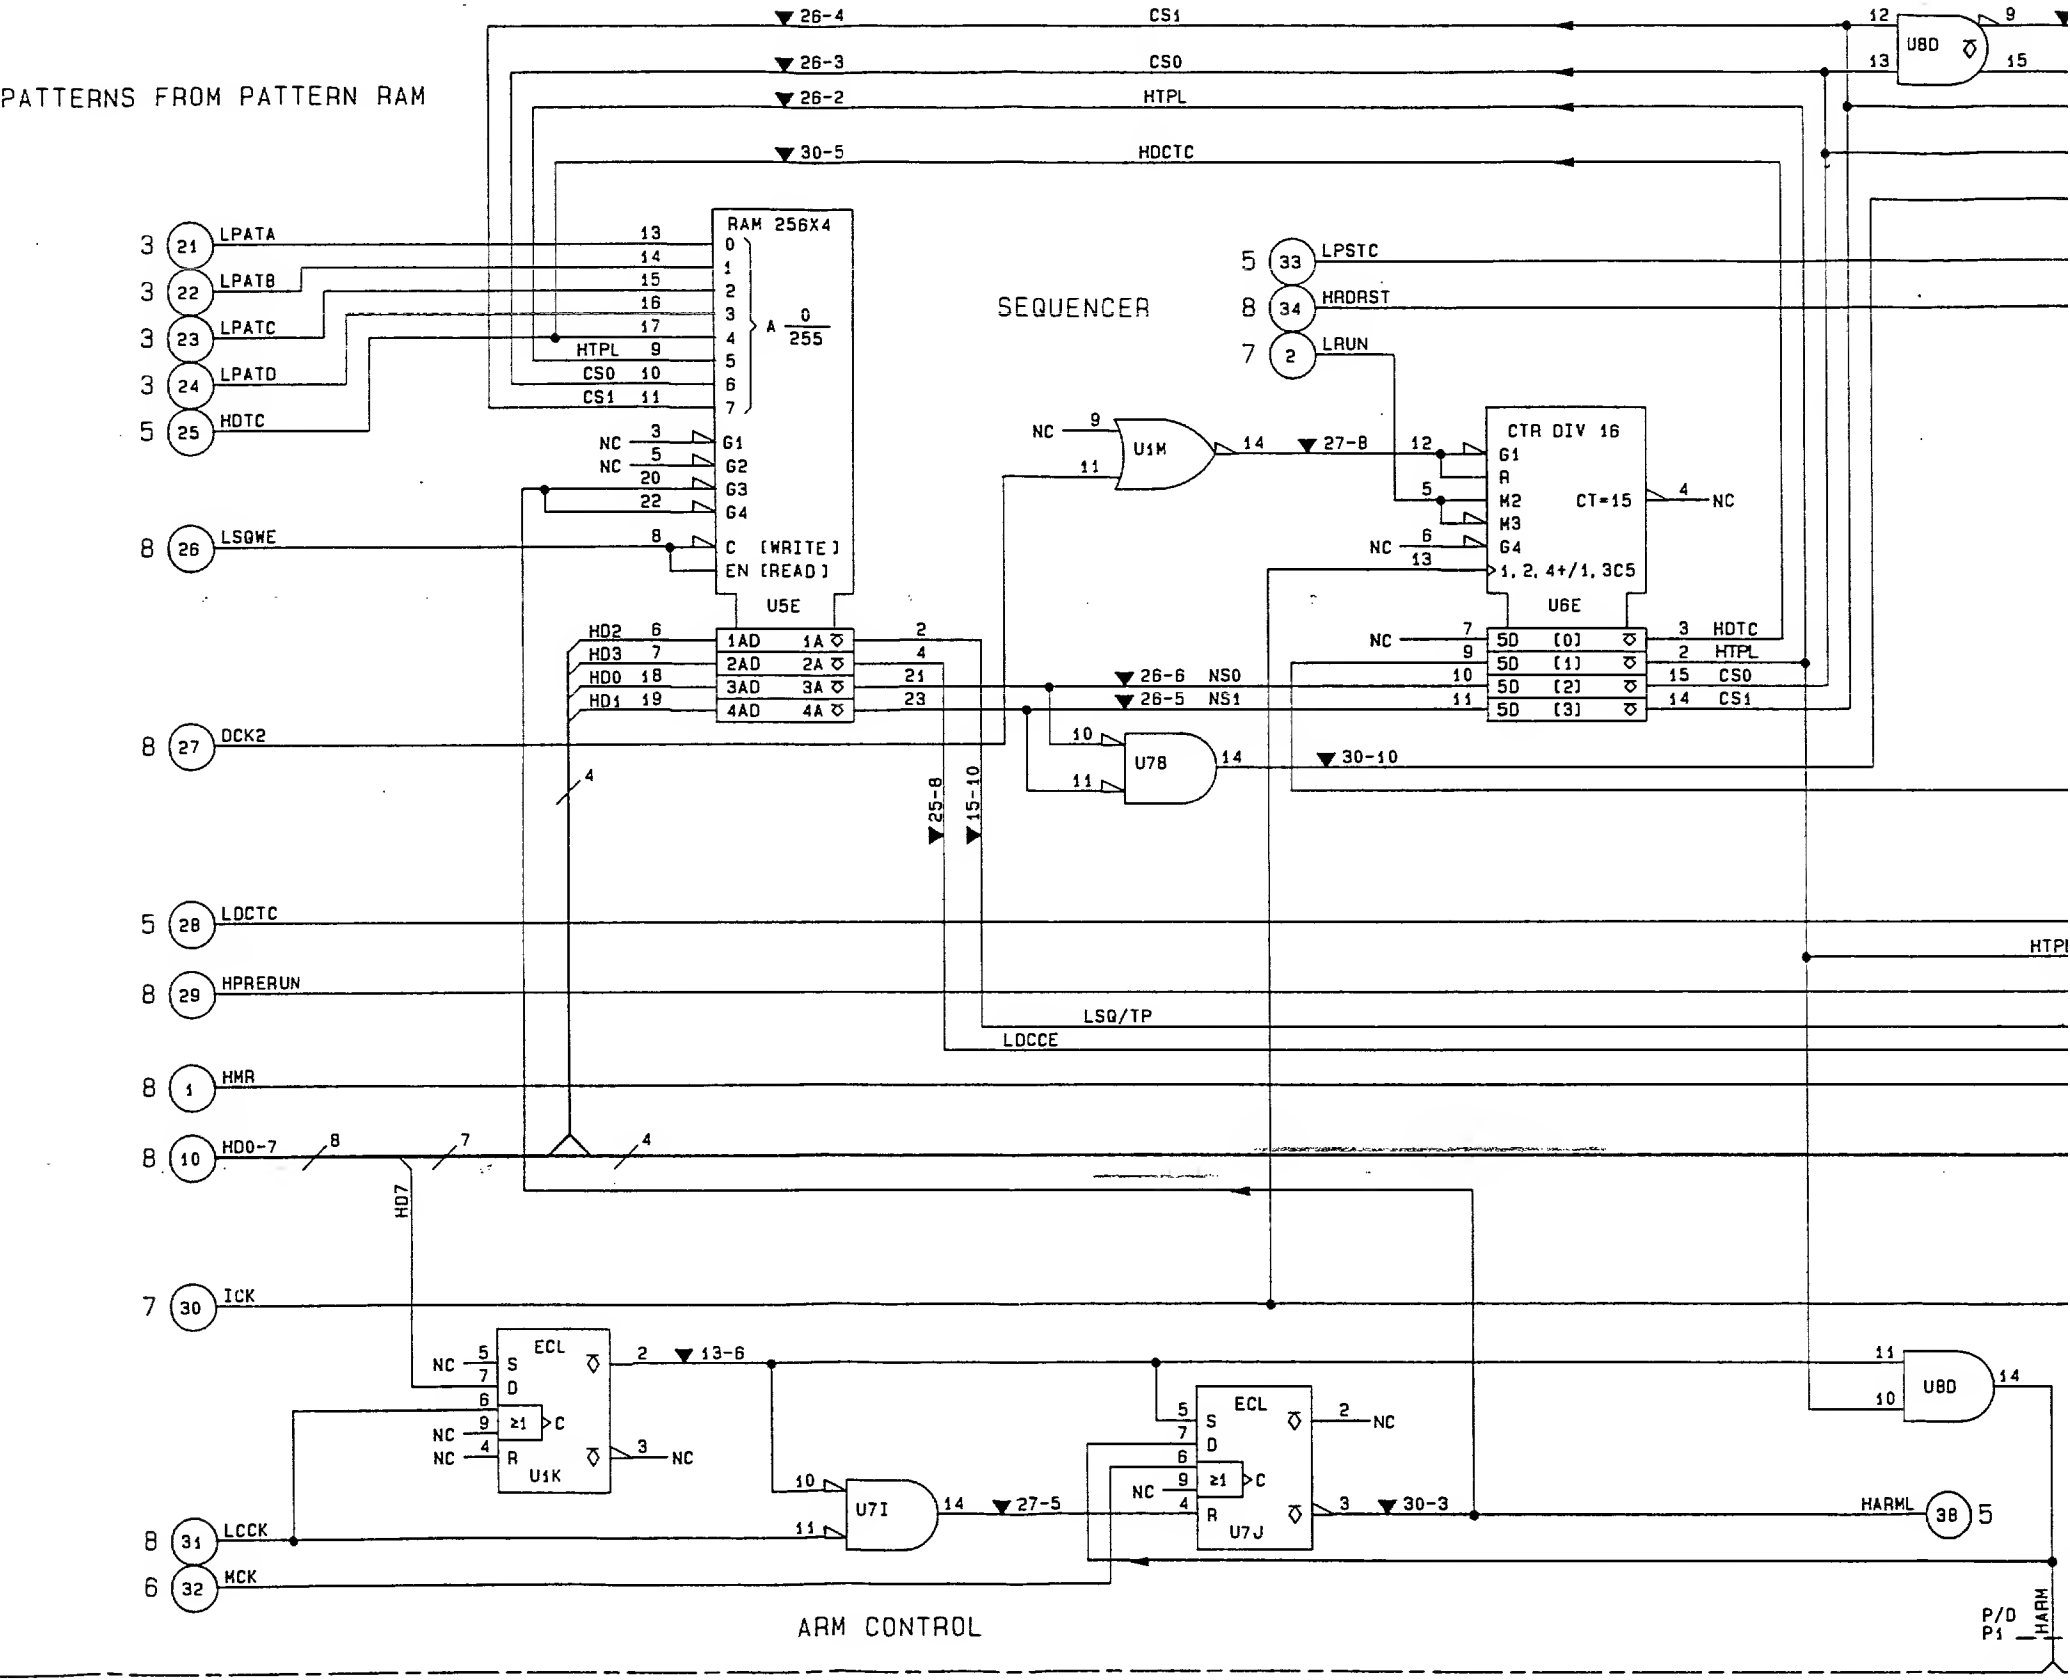 26-4 CS1 12 U8D 9
26-3 CS0 13 15
PATTERNS FROM PATTERN RAM
26-2 HTPL
30-5 HDCTC
RAM 256X4
3 21 LPATA 13 0
14 1
3 22 LPATB 15 2
16 3
3 23 LPATC 17 4
HTPL 9 5
3 24 LPATD CS0 10 6
CS1 11 7
A 0
255
5 25 HDTC
5 33 LPSTC
SEQUENCER
8 34 HRDRST
7 2 LRUN
NC 3 G1
NC 5 G2
20 G3
22 G4
8 26 LSQWE 8 C [WRITE]
EN [READ]
U5E
HD2 6 1AD 1A 2
HD3 7 2AD 2A 4
HD0 18 3AD 3A 21
HD1 19 4AD 4A 23
NC 9
11 U1M 14 27-8
CTR DIV 16
12 G1
R
5 M2 CT=15 4 NC
M3
NC 6 G4
13 1, 2, 4+/1, 3C5
U6E
NC 7 5D [0] 3 HDTC
9 5D [1] 2 HTPL
26-6 NS0 10 5D [2] 15 CS0
26-5 NS1 11 5D [3] 14 CS1
8 27 DCK2
10
11 U7B 14 30-10
4
25-8
15-10
5 28 LDCTC
HTPL
8 29 HPRERUN
LSQ/TP
LDCCE
8 1 HMR
8 10 HD0-7 8 7 4
HD7
7 30 ICK
ECL
NC 5 S 2 13-6
7 D
6
NC 9 ≥1 C
NC 4 R 3 NC
U1K
11
10 U8D 14
ECL
5 S 2 NC
7 D
6
NC 9 ≥1 C
4 R 3 30-3
U7J
10
11 U7I 14 27-5
HARML 38 5
8 31 LCCK
6 32 MCK
ARM CONTROL
P/O
P1
HARM